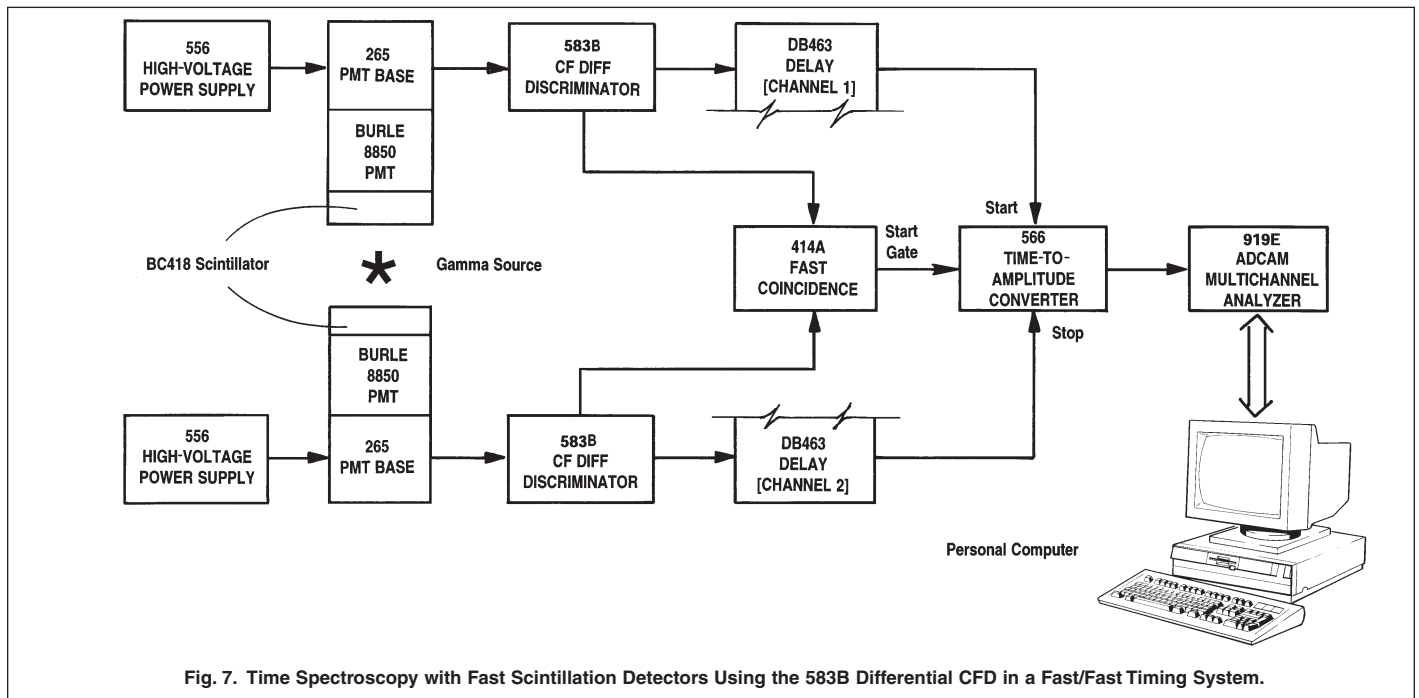 556
HIGH-VOLTAGE
POWER SUPPLY
265
PMT BASE
BURLE
8850
PMT
583B
CF DIFF
DISCRIMINATOR
DB463
DELAY
[CHANNEL 1]
BC418 Scintillator
Gamma Source
414A
FAST
COINCIDENCE
Start
Gate
Start
566
TIME-TO-
AMPLITUDE
CONVERTER
Stop
919E
ADCAM
MULTICHANNEL
ANALYZER
BURLE
8850
PMT
265
PMT BASE
556
HIGH-VOLTAGE
POWER SUPPLY
583B
CF DIFF
DISCRIMINATOR
DB463
DELAY
[CHANNEL 2]
Personal Computer
Fig. 7. Time Spectroscopy with Fast Scintillation Detectors Using the 583B Differential CFD in a Fast/Fast Timing System.